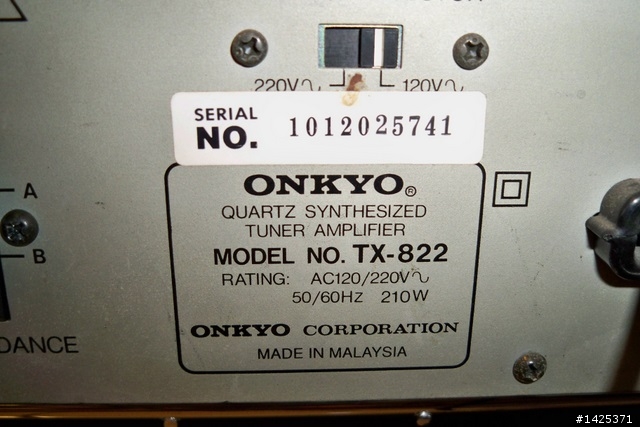 220V∿ 120V∿
SERIAL NO. 1012025741
ONKYO®
QUARTZ SYNTHESIZED
TUNER AMPLIFIER
MODEL NO. TX-822
RATING: AC120/220V∿
50/60Hz 210W
ONKYO CORPORATION
MADE IN MALAYSIA
A
B
DANCE
#1425371